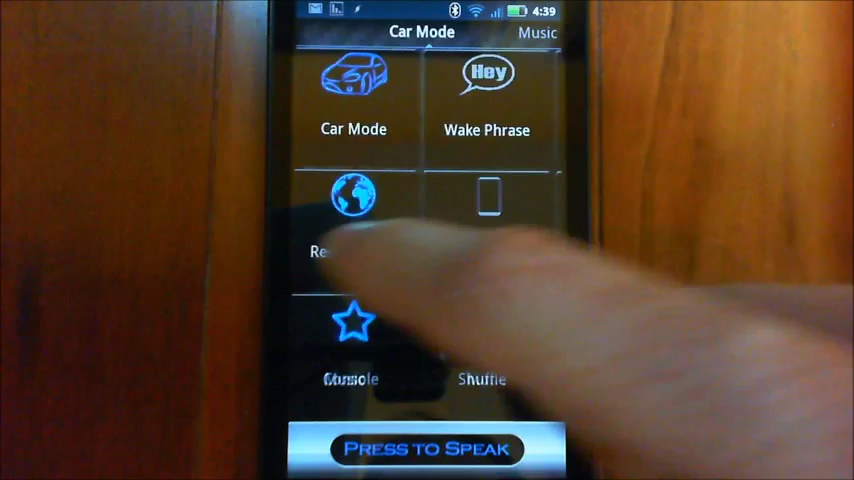 4:39
Car Mode Music
Hey
Car Mode Wake Phrase
Shuffle
PRESS TO SPEAK